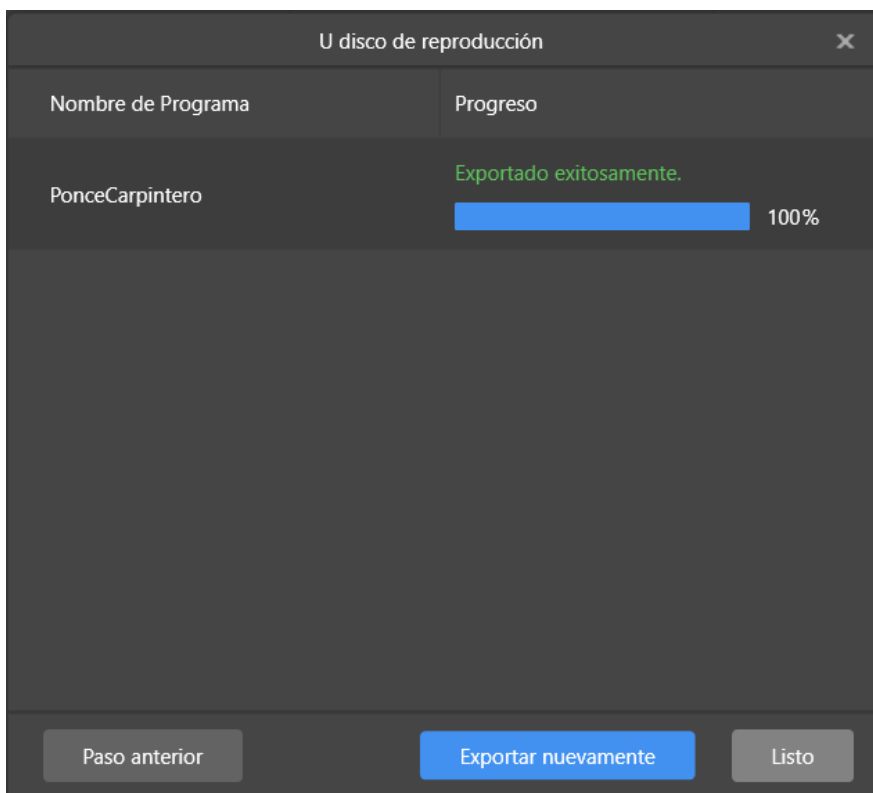 U disco de reproducción
Nombre de Programa
Progreso
PonceCarpintero
Exportado exitosamente.
100%
Paso anterior
Exportar nuevamente
Listo